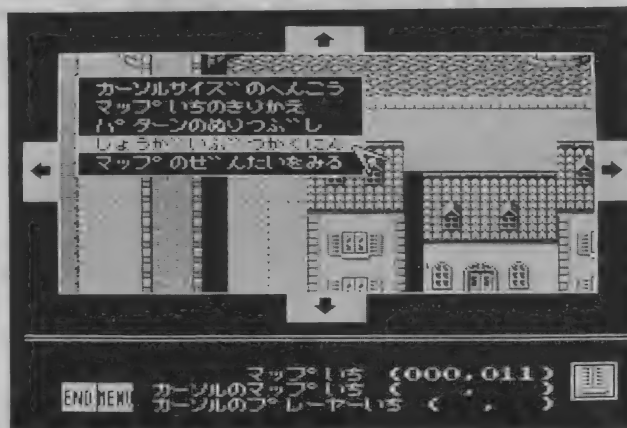 カーソルサイズのへんこう
マップいちのきりかえ
パターンのぬりつぶし
しょうがいぶつかくにん
マップのぜんたいをみる
マップいち (000,011)
カーソルのマップいち ( , )
カーソルのプレーヤーいち ( , )
END MENU